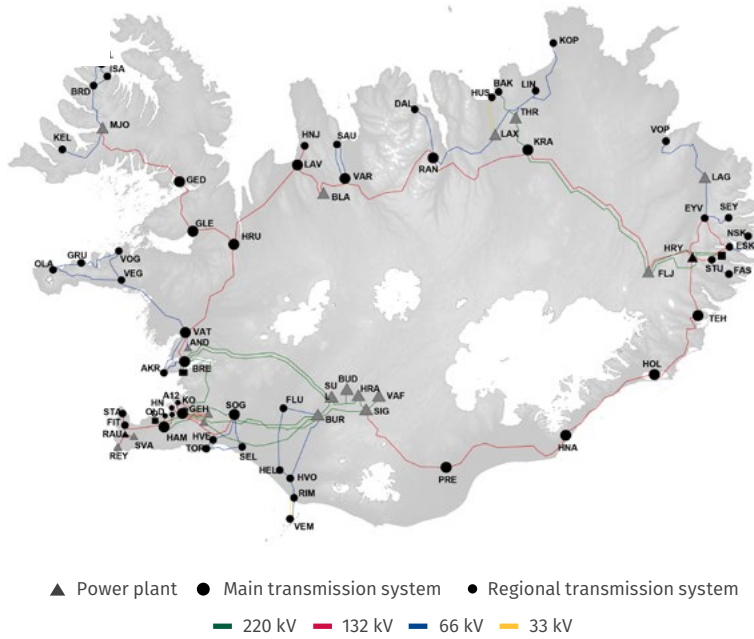 KOP
ISA
BRD
BAK
LIN
HUS
DAL
THR
MJO
VOP
HNJ
SAU
LAX
KEL
KRA
LAV
RAN
GED
VAR
LAG
BLA
EYV
SEY
GLE
NSK
HRU
ESK
HRY
VOG
GRU
STU
OLA
FAS
FLJ
VEG
TEH
VAT
AND
BRE
HOL
AKR
BUD
SU
HRA
VAF
A12
KO
FLU
HN
SOG
STA
OLD
GEH
SIG
FIT
BUR
RAU
HAM
HVE
SVA
REY
TOR
SEL
HNA
HEL
HVO
PRE
RIM
VEM
Power plant Main transmission system Regional transmission system
220 kV 132 kV 66 kV 33 kV